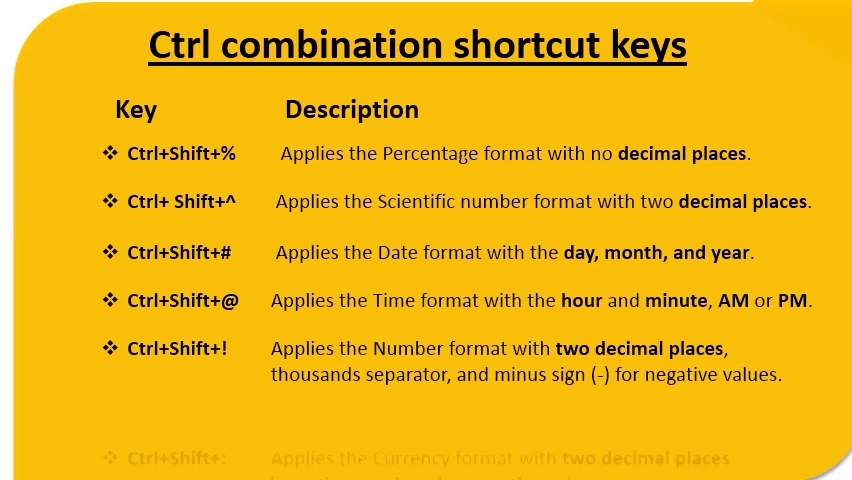 Ctrl combination shortcut keys
Key Description
❖ Ctrl+Shift+% Applies the Percentage format with no decimal places.
❖ Ctrl+ Shift+^ Applies the Scientific number format with two decimal places.
❖ Ctrl+Shift+# Applies the Date format with the day, month, and year.
❖ Ctrl+Shift+@ Applies the Time format with the hour and minute, AM or PM.
❖ Ctrl+Shift+! Applies the Number format with two decimal places,
thousands separator, and minus sign (-) for negative values.
❖ Ctrl+Shift+: Applies the Currency format with two decimal places